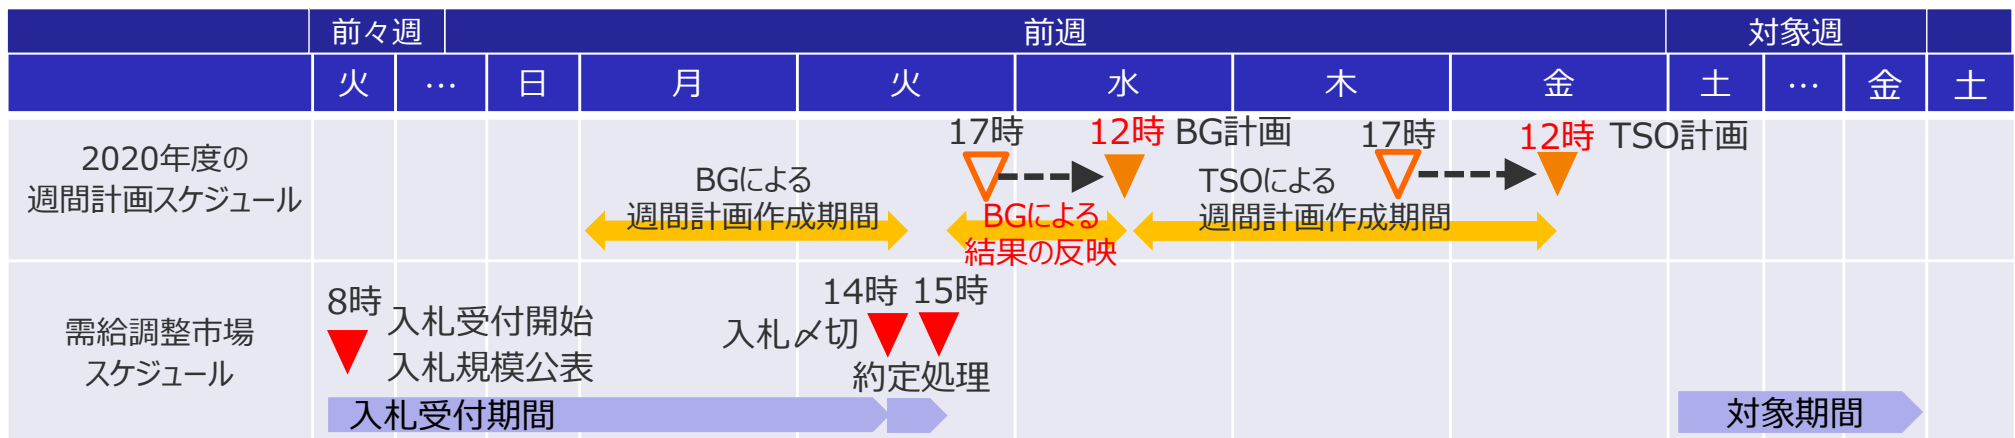 前々週 前週 対象週
火 … 日 月 火 水 木 金 土 … 金 土
2020年度の
週間計画スケジュール
17時 12時 BG計画 17時 12時 TSO計画
BGによる
週間計画作成期間
BGによる
結果の反映
TSOによる
週間計画作成期間
需給調整市場
スケジュール
8時
入札受付開始
入札規模公表
14時 15時
入札〆切
約定処理
入札受付期間
対象期間